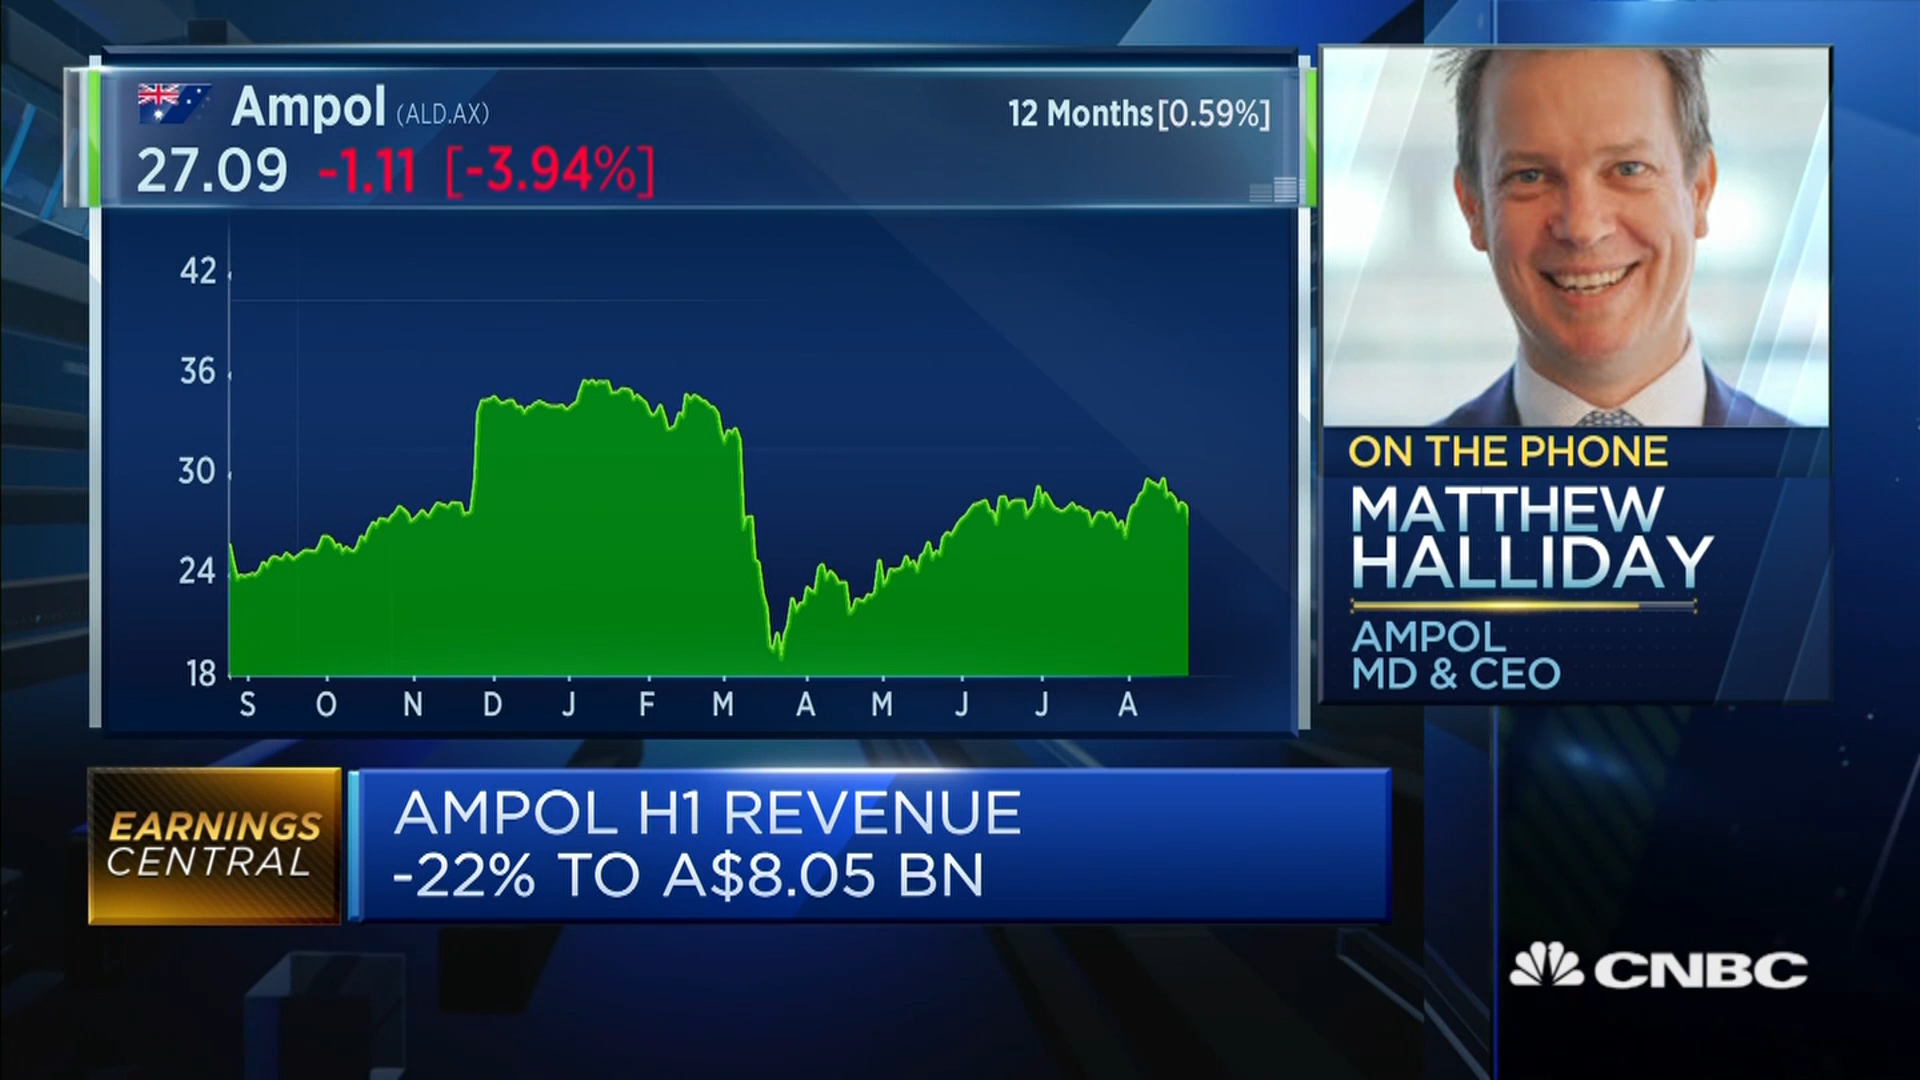 Ampol (ALD.AX) 12 Months [0.59%]
27.09 -1.11 [-3.94%]
42
36
30
24
18
S O N D J F M A M J J A
ON THE PHONE
MATTHEW
HALLIDAY
AMPOL
MD & CEO
EARNINGS
CENTRAL
AMPOL H1 REVENUE
-22% TO A$8.05 BN
CNBC